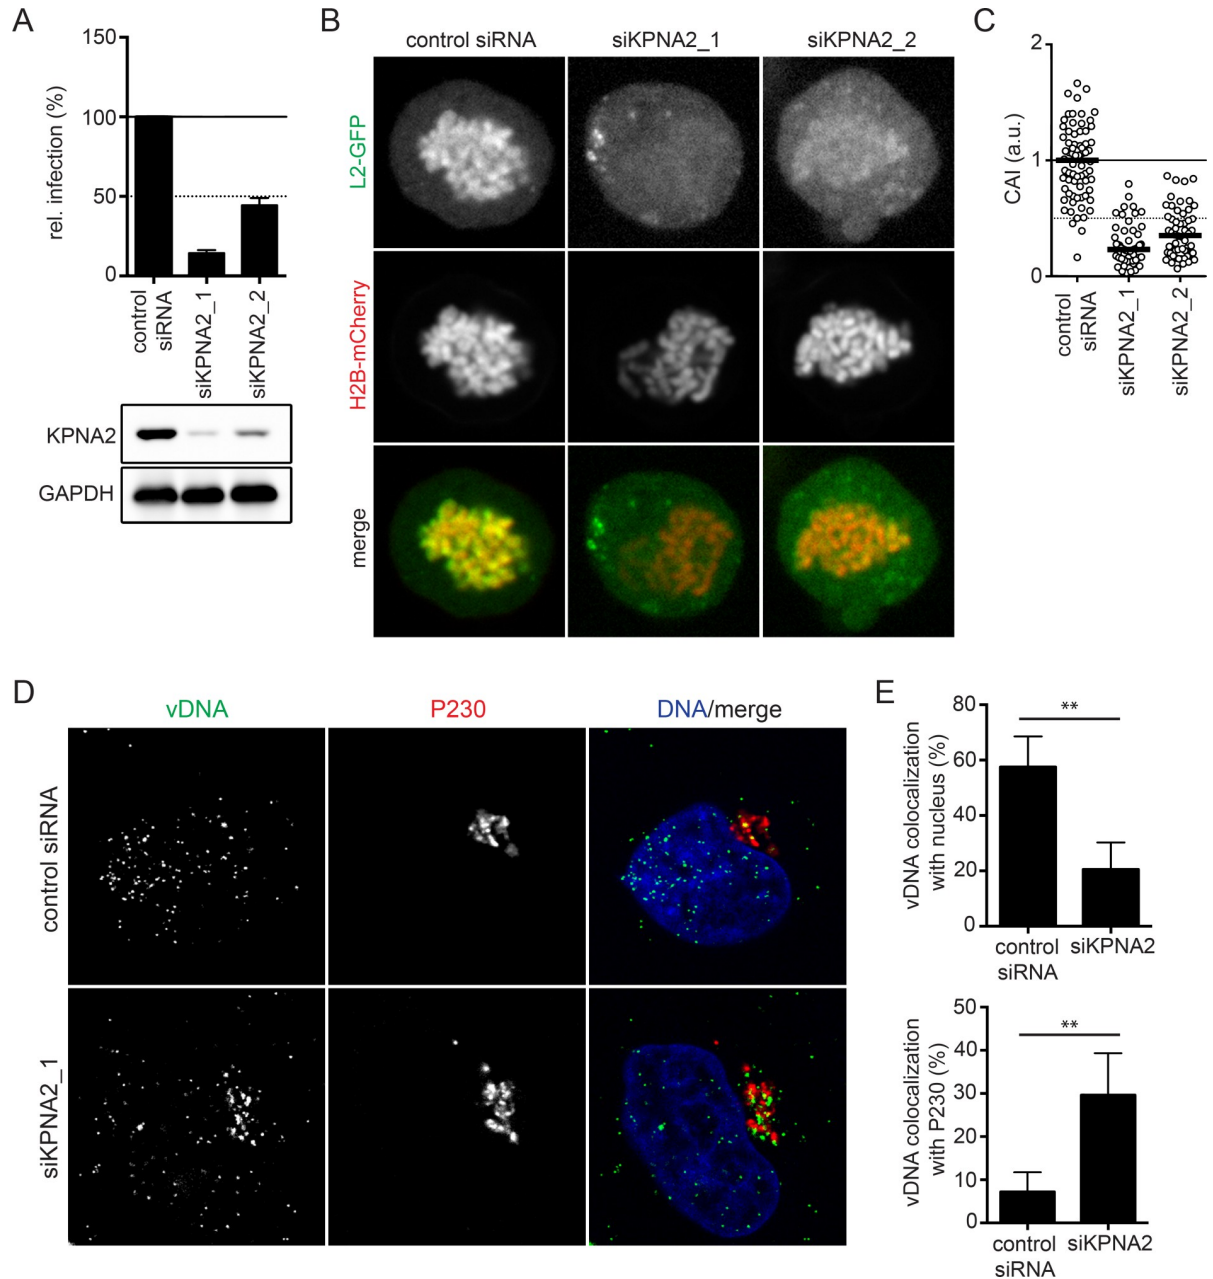 A
150
100
50
0
rel. infection (%)
control
siRNA
siKPNA2_1
siKPNA2_2
KPNA2
GAPDH
B
control siRNA
siKPNA2_1
siKPNA2_2
L2-GFP
H2B-mCherry
merge
C
2
1
0
CAI (a.u.)
control
siRNA
siKPNA2_1
siKPNA2_2
D
vDNA
P230
DNA/merge
control siRNA
siKPNA2_1
E
80
60
40
20
0
vDNA colocalization
with nucleus (%)
**
control
siRNA
siKPNA2
50
40
30
20
10
0
vDNA colocalization
with P230 (%)
**
control
siRNA
siKPNA2